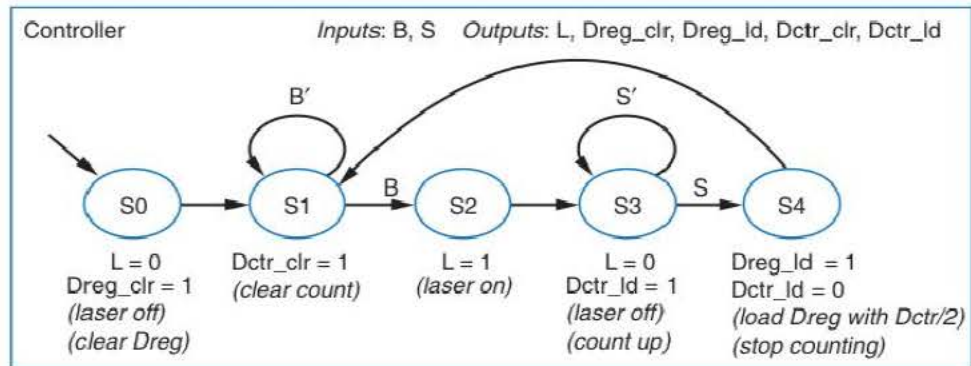 Controller Inputs: B, S Outputs: L, Dreg_clr, Dreg_ld, Dctr_clr, Dctr_ld
B′
S′
S0
S1
B
S2
S3
S
S4
L = 0
Dreg_clr = 1
(laser off)
(clear Dreg)
Dctr_clr = 1
(clear count)
L = 1
(laser on)
L = 0
Dctr_ld = 1
(laser off)
(count up)
Dreg_ld = 1
Dctr_ld = 0
(load Dreg with Dctr/2)
(stop counting)